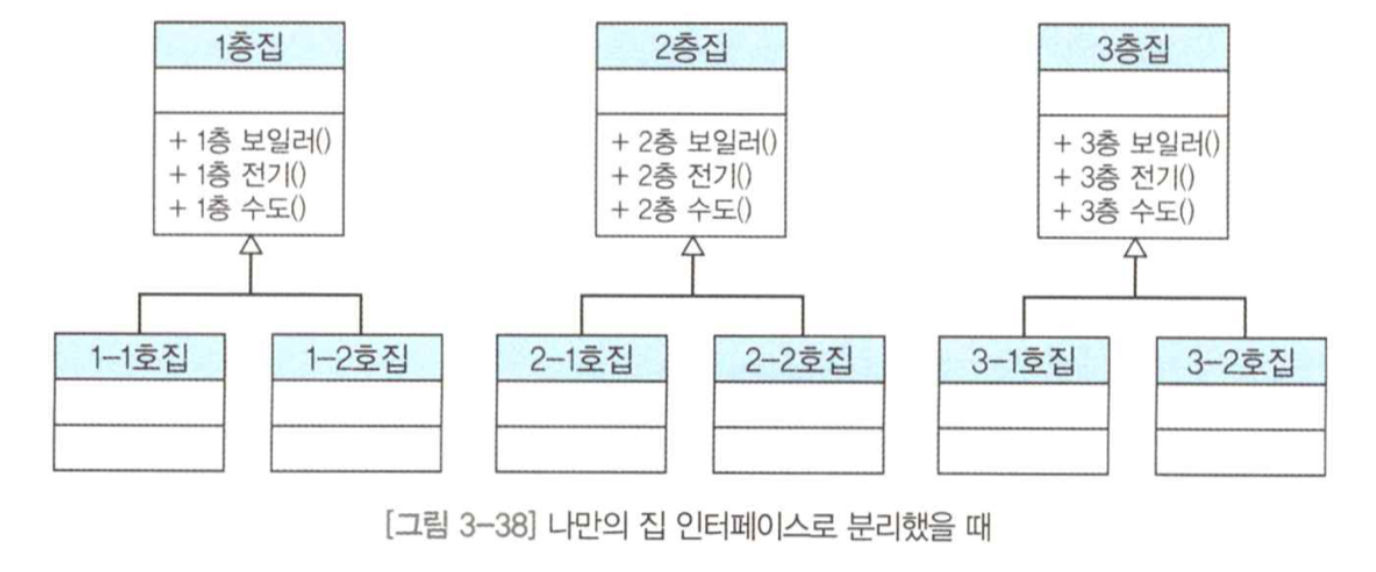 1층집
+ 1층 보일러()
+ 1층 전기()
+ 1층 수도()
1-1호집
1-2호집
2층집
+ 2층 보일러()
+ 2층 전기()
+ 2층 수도()
2-1호집
2-2호집
3층집
+ 3층 보일러()
+ 3층 전기()
+ 3층 수도()
3-1호집
3-2호집
[그림 3-38] 나만의 집 인터페이스로 분리했을 때